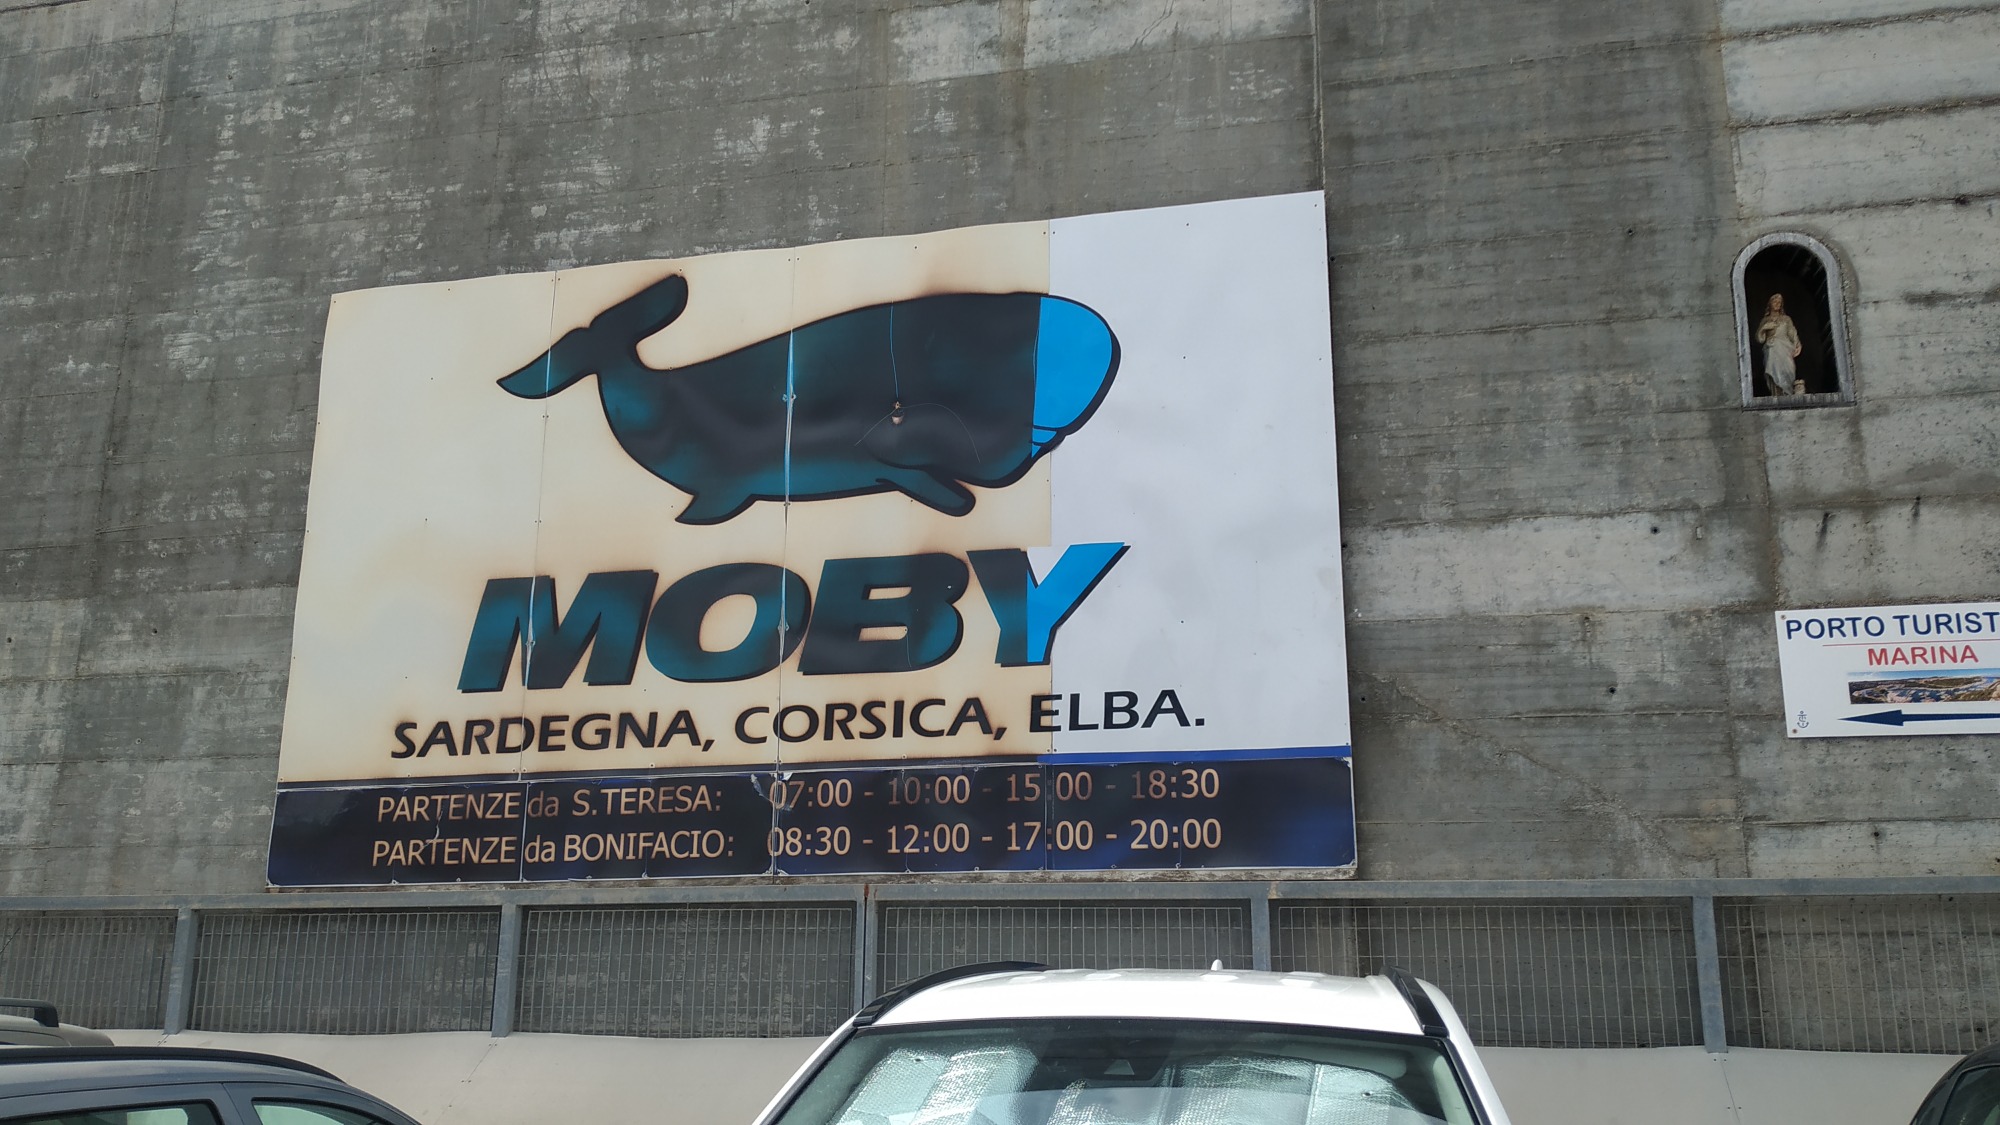 MOBY
SARDEGNA, CORSICA, ELBA.
PARTENZE da S.TERESA: 07:00 - 10:00 - 15:00 - 18:30
PARTENZE da BONIFACIO: 08:30 - 12:00 - 17:00 - 20:00
PORTO TURIST
MARINA